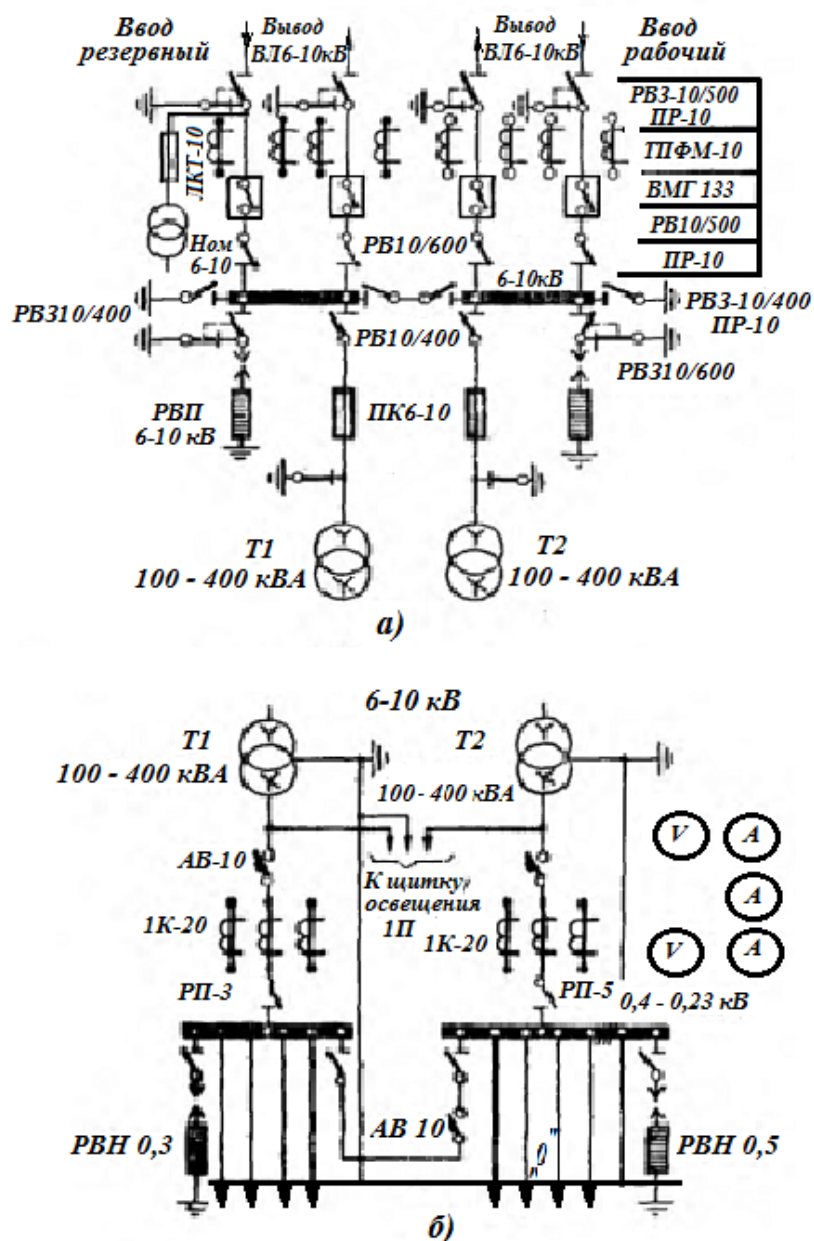 Ввод резервный
Вывод ВЛ6-10кВ
Вывод ВЛ6-10кВ
Ввод рабочий
РВЗ-10/500
ПР-10
ТПФМ-10
ВМГ 133
РВ10/500
ПР-10
ЛКТ-10
Ном 6-10
РВ10/600
6-10кВ
РВ310/400
РВ3-10/400
ПР-10
РВ10/400
РВ310/600
РВП
6-10 кВ
ПК6-10
Т1
100 - 400 кВА
Т2
100 - 400 кВА
а)
6-10 кВ
Т1
100 - 400 кВА
Т2
100 - 400 кВА
АВ-10
К щитку
освещения
1П
V
А
А
V
А
1К-20
1К-20
РП-3
РП-5
0,4 - 0,23 кВ
РВН 0,3
АВ 10
"0"
РВН 0,5
б)